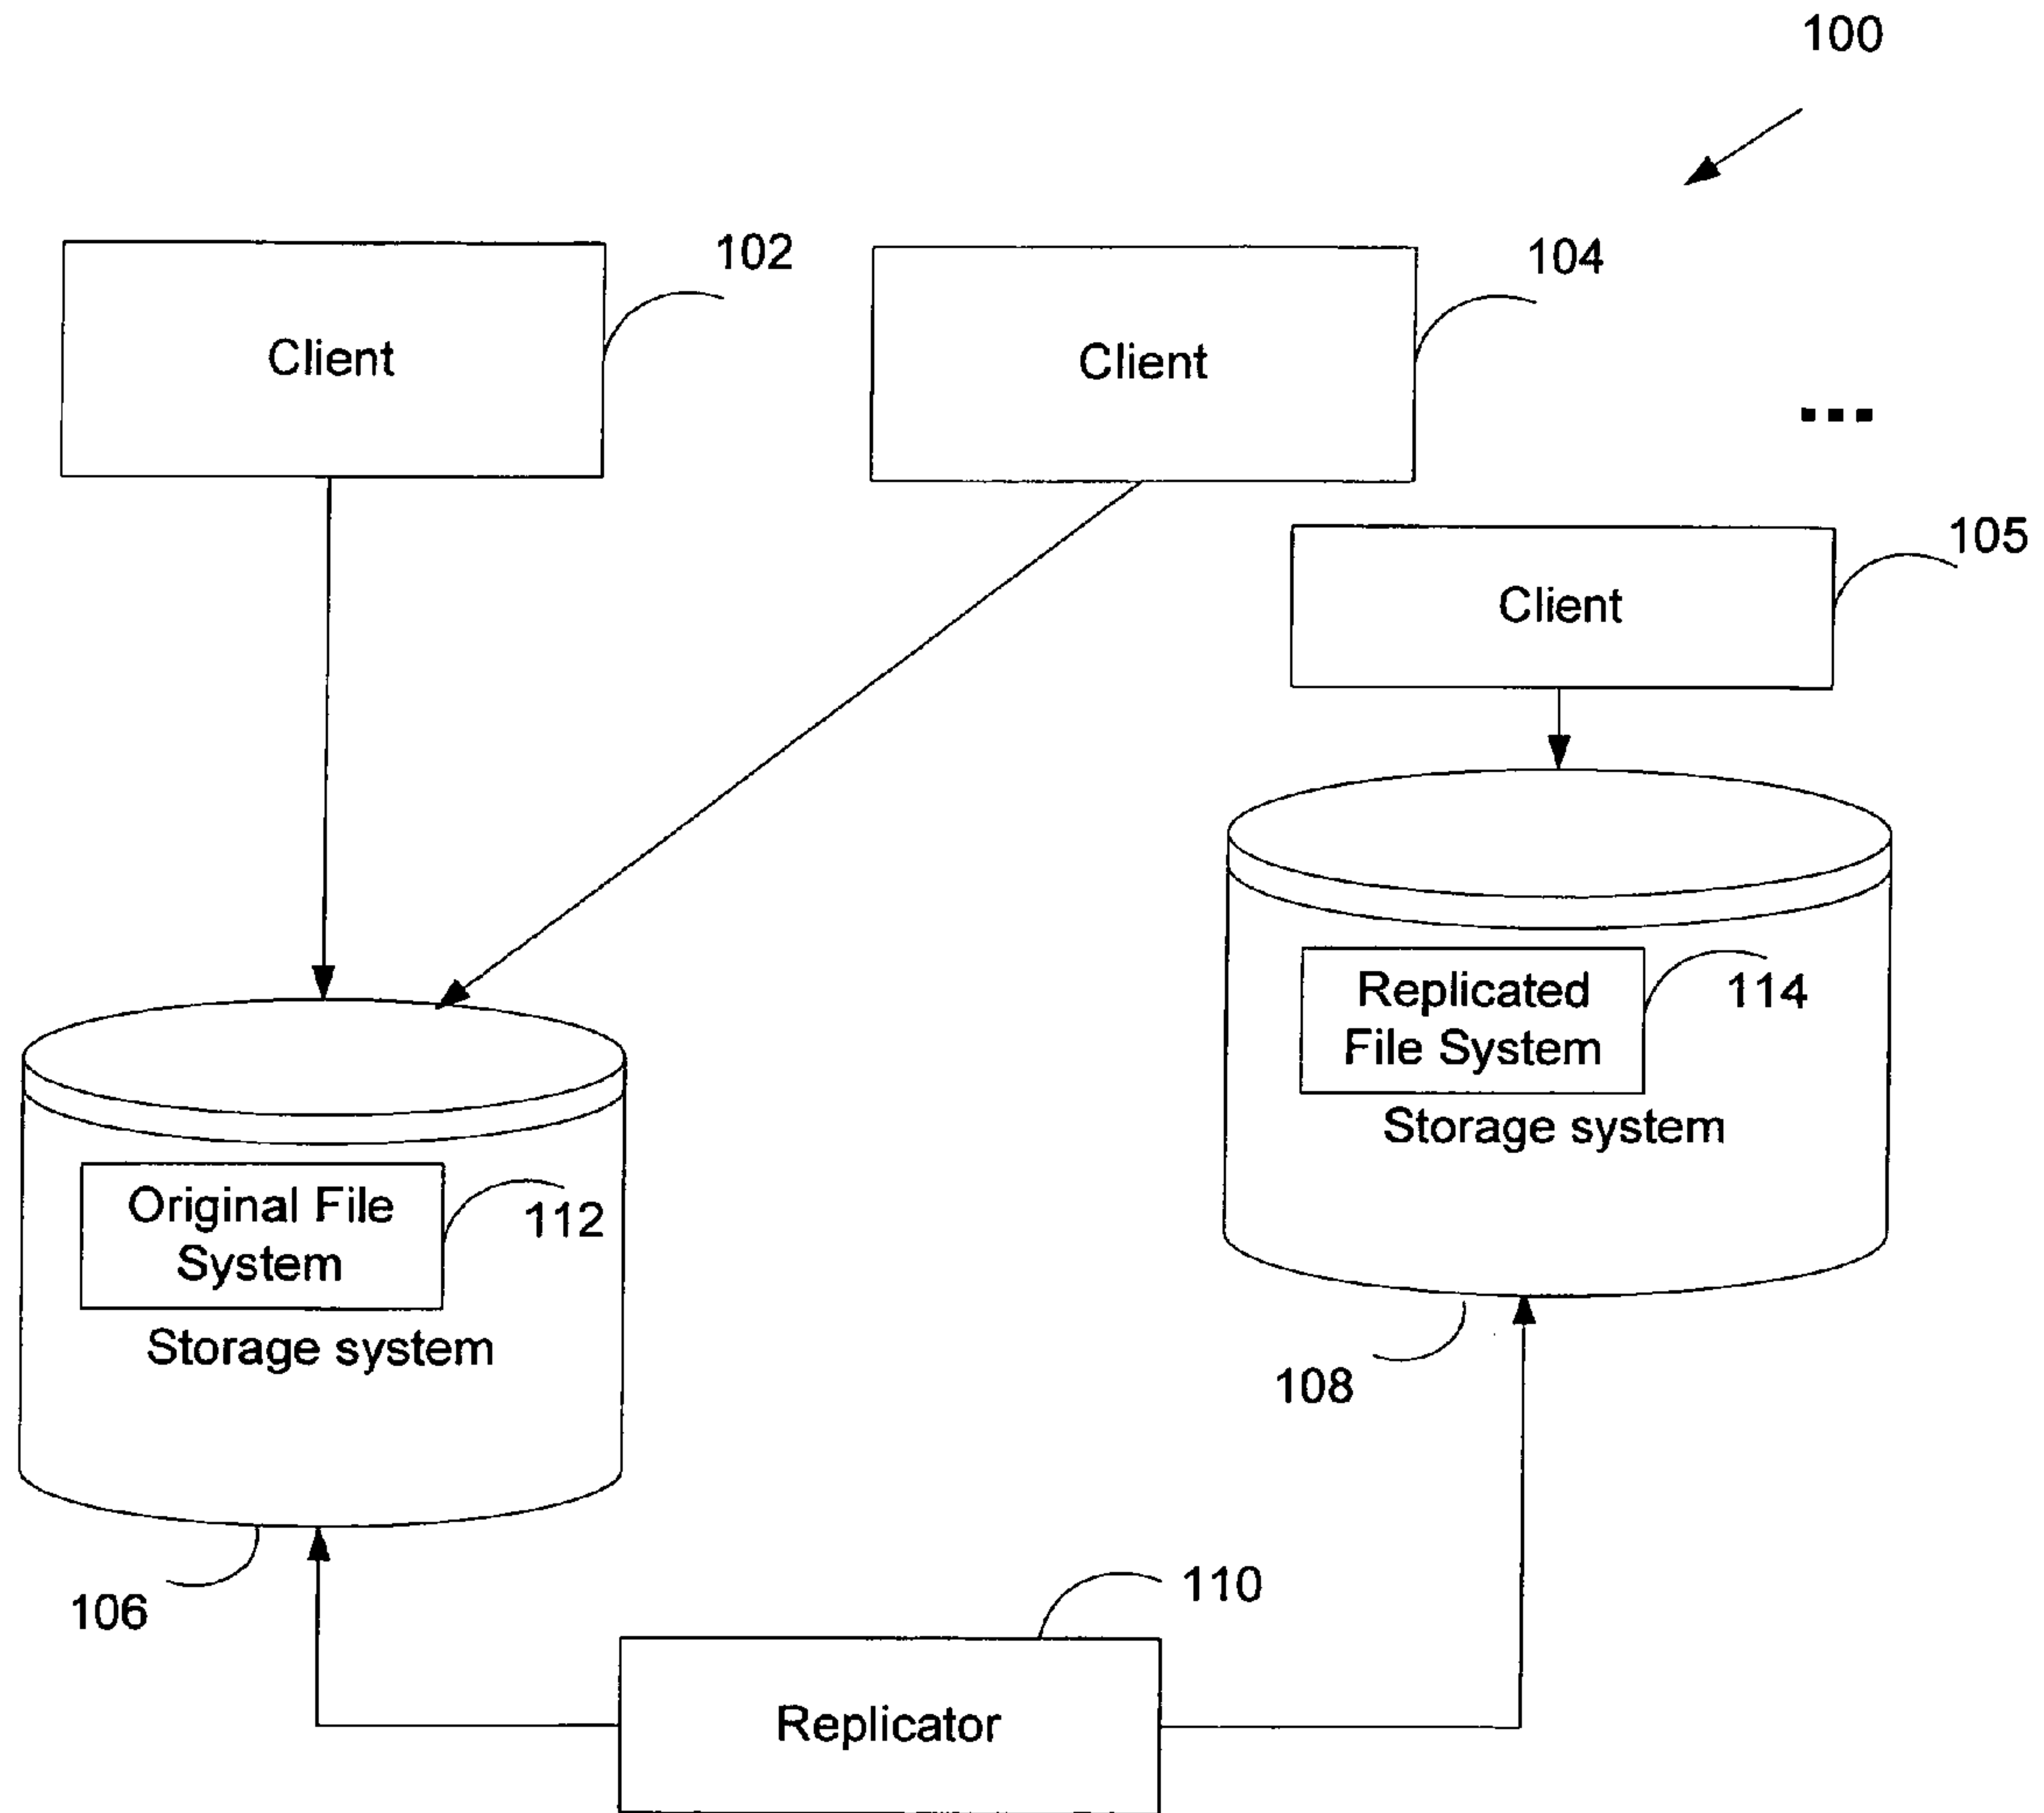 100
102
104
Client
Client
...
105
Client
Replicated
File System
114
Storage system
Original File
System
112
Storage system
108
106
110
Replicator